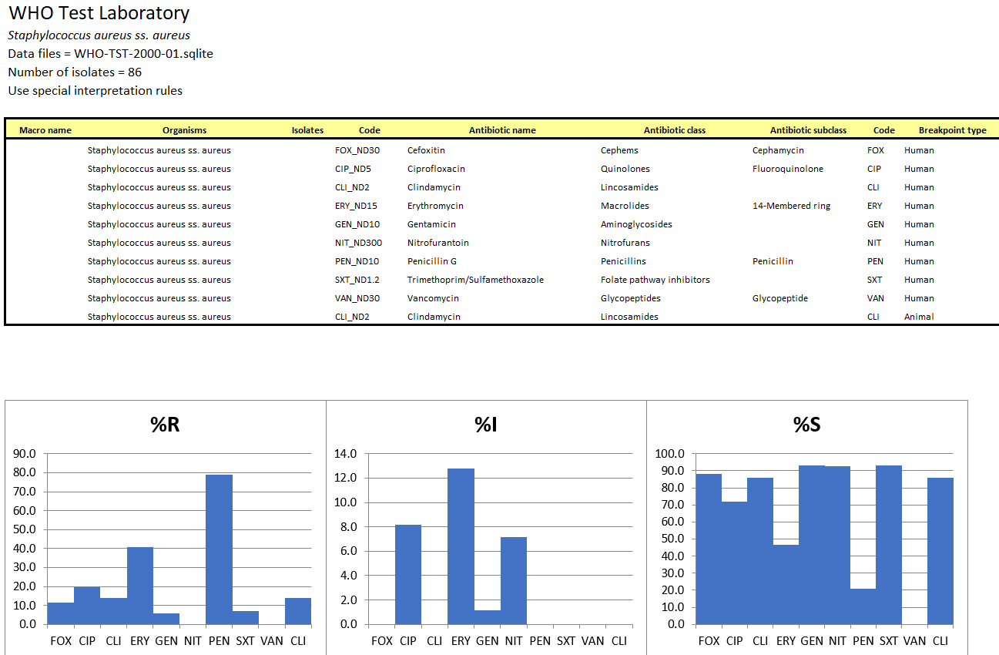 WHO Test Laboratory
Staphylococcus aureus ss. aureus
Data files = WHO-TST-2000-01.sqlite
Number of isolates = 86
Use special interpretation rules
Macro name Organisms Isolates Code Antibiotic name Antibiotic class Antibiotic subclass Code Breakpoint type
Staphylococcus aureus ss. aureus FOX_ND30 Cefoxitin Cephems Cephamycin FOX Human
Staphylococcus aureus ss. aureus CIP_ND5 Ciprofloxacin Quinolones Fluoroquinolone CIP Human
Staphylococcus aureus ss. aureus CLI_ND2 Clindamycin Lincosamides CLI Human
Staphylococcus aureus ss. aureus ERY_ND15 Erythromycin Macrolides 14-Membered ring ERY Human
Staphylococcus aureus ss. aureus GEN_ND10 Gentamicin Aminoglycosides GEN Human
Staphylococcus aureus ss. aureus NIT_ND300 Nitrofurantoin Nitrofurans NIT Human
Staphylococcus aureus ss. aureus PEN_ND10 Penicillin G Penicillins Penicillin PEN Human
Staphylococcus aureus ss. aureus SXT_ND1.2 Trimethoprim/Sulfamethoxazole Folate pathway inhibitors SXT Human
Staphylococcus aureus ss. aureus VAN_ND30 Vancomycin Glycopeptides Glycopeptide VAN Human
Staphylococcus aureus ss. aureus CLI_ND2 Clindamycin Lincosamides CLI Animal
%R
90.0
80.0
70.0
60.0
50.0
40.0
30.0
20.0
10.0
0.0
FOX CIP CLI ERY GEN NIT PEN SXT VAN CLI
%I
14.0
12.0
10.0
8.0
6.0
4.0
2.0
0.0
FOX CIP CLI ERY GEN NIT PEN SXT VAN CLI
%S
100.0
90.0
80.0
70.0
60.0
50.0
40.0
30.0
20.0
10.0
0.0
FOX CIP CLI ERY GEN NIT PEN SXT VAN CLI